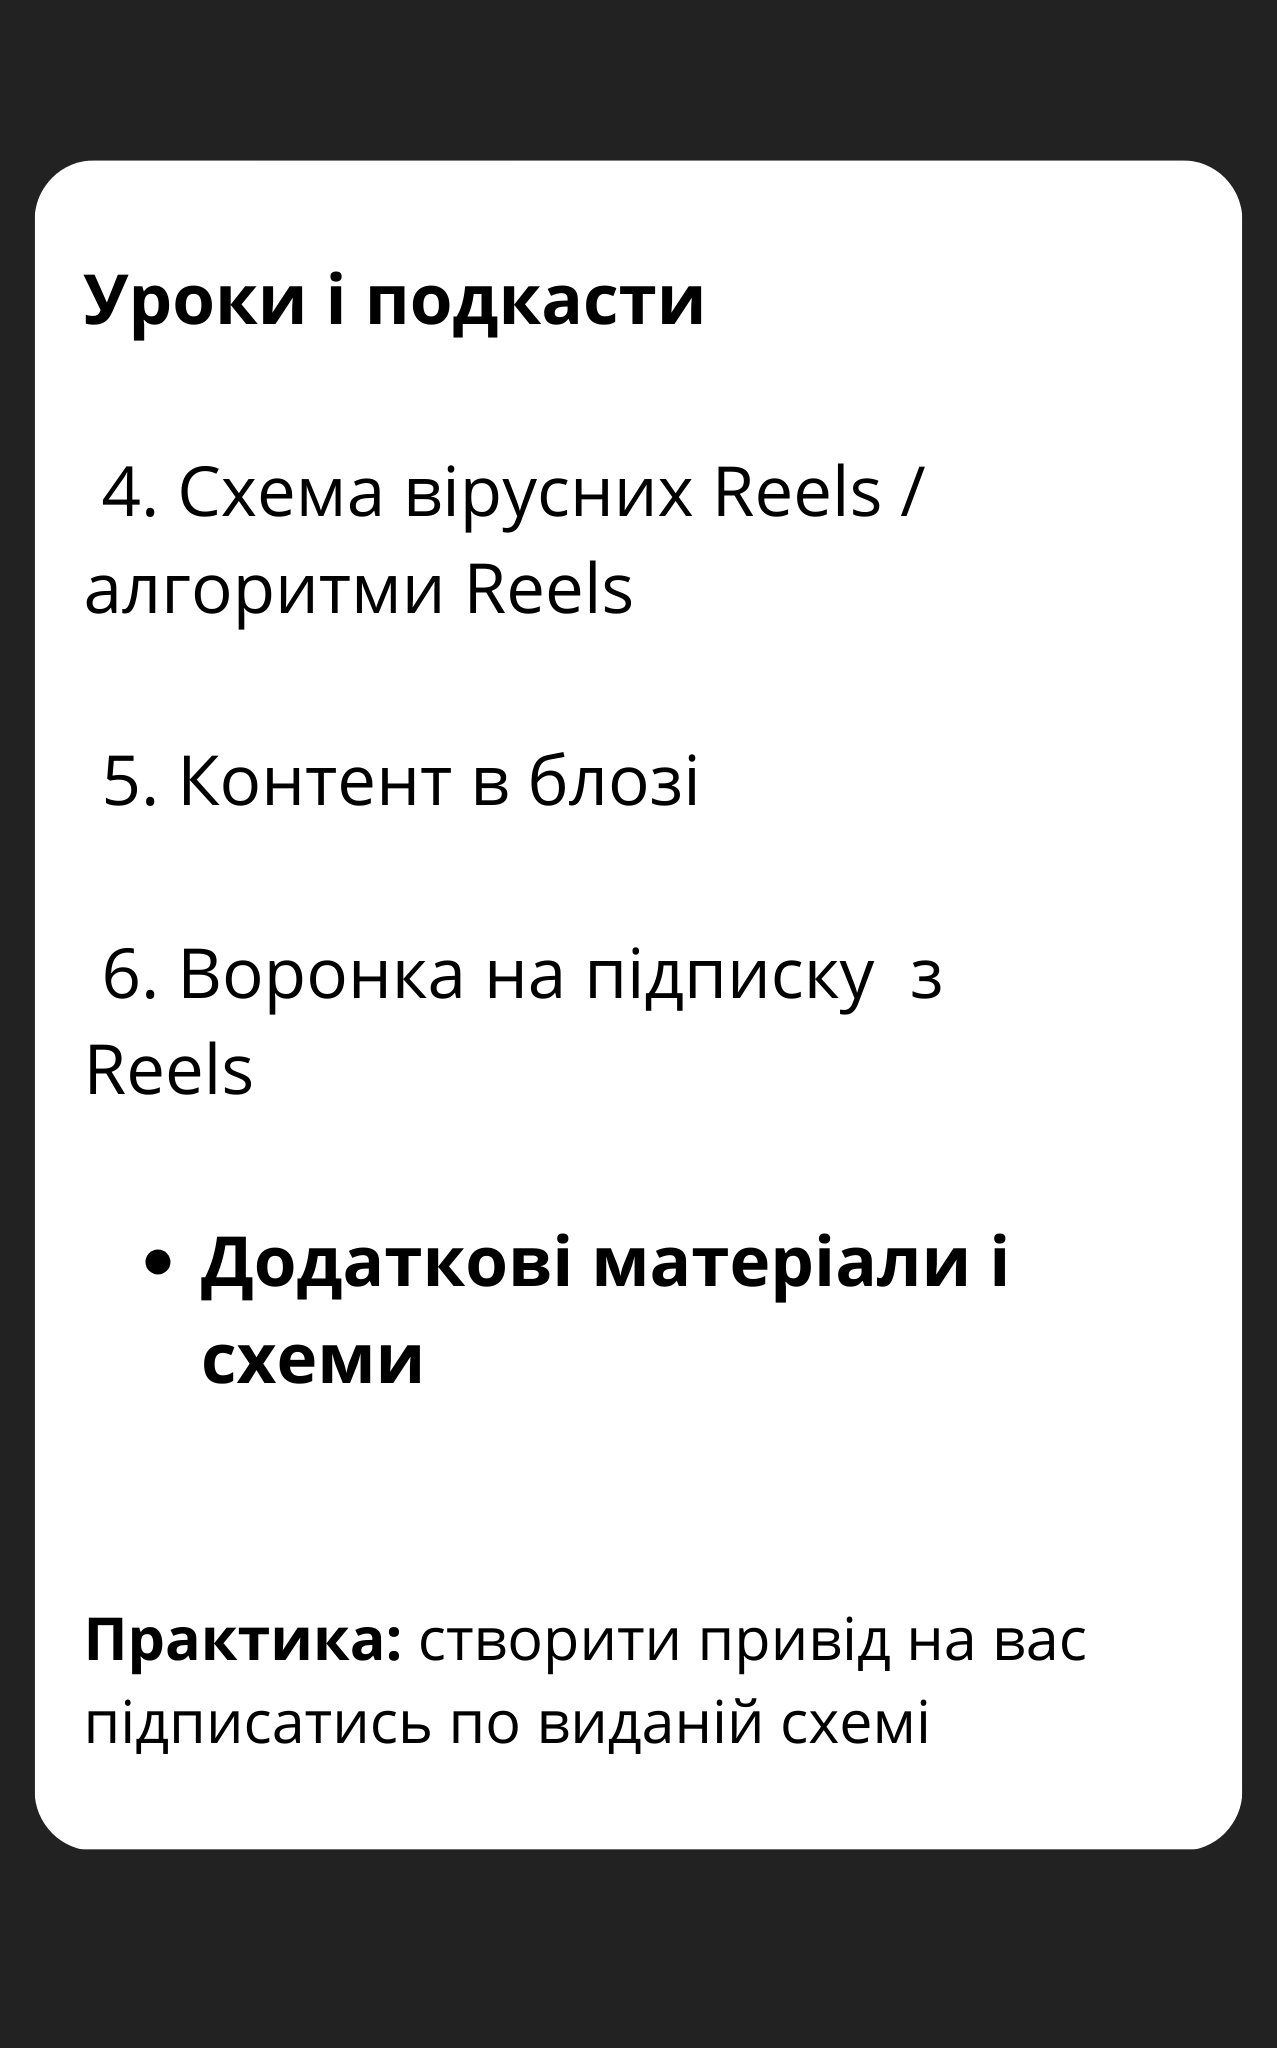 Уроки і подкасти
4. Схема вірусних Reels /
алгоритми Reels
5. Контент в блозі
6. Воронка на підписку  з
Reels
• Додаткові матеріали і
схеми
Практика: створити привід на вас
підписатись по виданій схемі